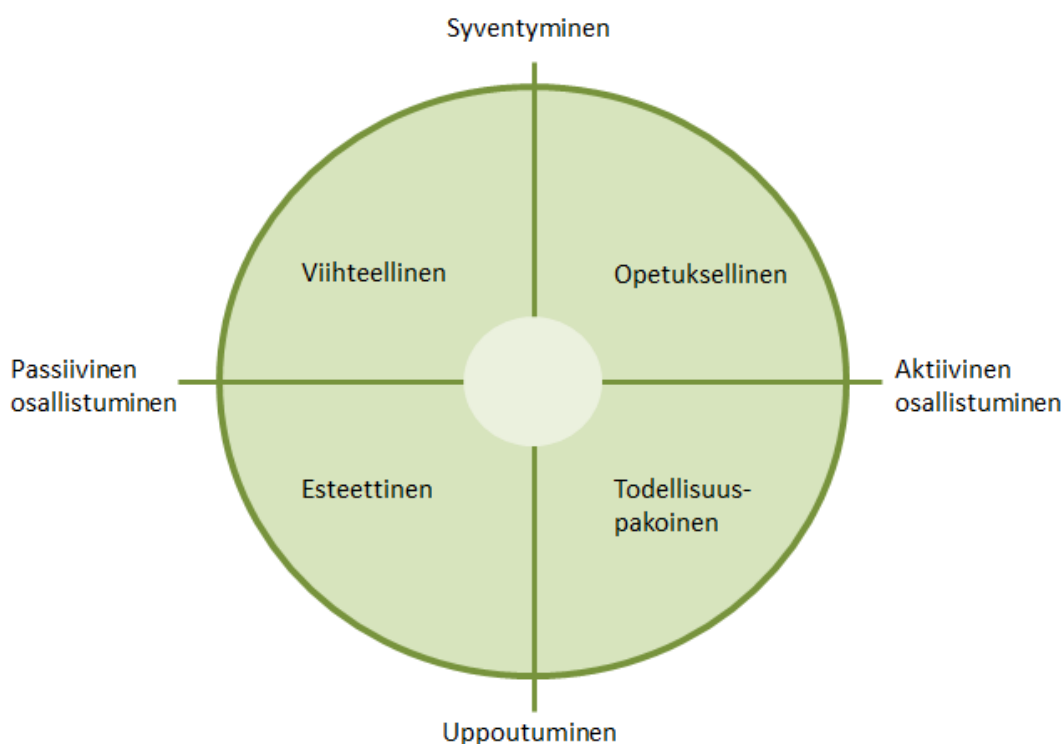 Syventyminen
Viihteellinen
Opetuksellinen
Passiivinen
osallistuminen
Aktiivinen
osallistuminen
Esteettinen
Todellisuus-
pakoinen
Uppoutuminen